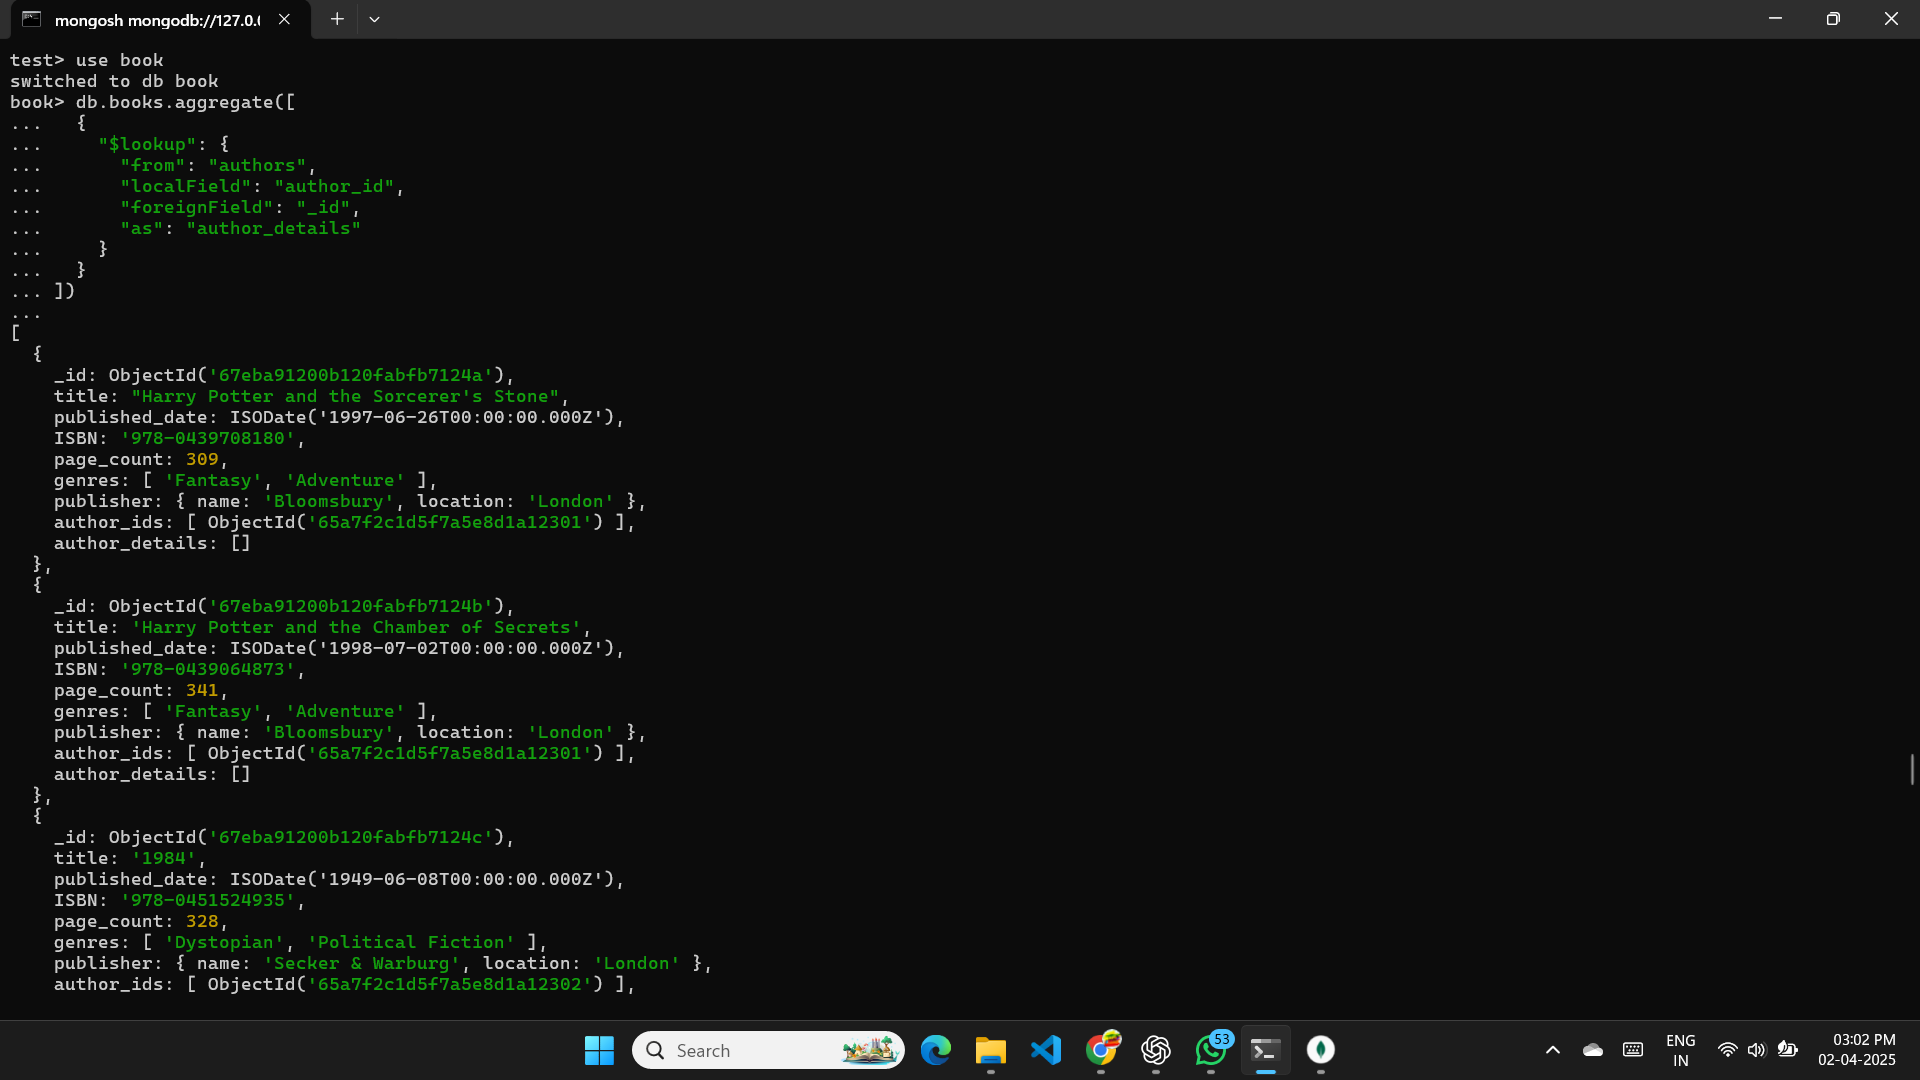 mongosh mongodb://127.0.(
test> use book
switched to db book
book> db.books.aggregate([
...   {
...     "$lookup": {
...       "from": "authors",
...       "localField": "author_id",
...       "foreignField": "_id",
...       "as": "author_details"
...     }
...   }
... ])
...
[
  {
    _id: ObjectId('67eba91200b120fabfb7124a'),
    title: "Harry Potter and the Sorcerer's Stone",
    published_date: ISODate('1997-06-26T00:00:00.000Z'),
    ISBN: '978-0439708180',
    page_count: 309,
    genres: [ 'Fantasy', 'Adventure' ],
    publisher: { name: 'Bloomsbury', location: 'London' },
    author_ids: [ ObjectId('65a7f2c1d5f7a5e8d1a12301') ],
    author_details: []
  },
  {
    _id: ObjectId('67eba91200b120fabfb7124b'),
    title: 'Harry Potter and the Chamber of Secrets',
    published_date: ISODate('1998-07-02T00:00:00.000Z'),
    ISBN: '978-0439064873',
    page_count: 341,
    genres: [ 'Fantasy', 'Adventure' ],
    publisher: { name: 'Bloomsbury', location: 'London' },
    author_ids: [ ObjectId('65a7f2c1d5f7a5e8d1a12301') ],
    author_details: []
  },
  {
    _id: ObjectId('67eba91200b120fabfb7124c'),
    title: '1984',
    published_date: ISODate('1949-06-08T00:00:00.000Z'),
    ISBN: '978-0451524935',
    page_count: 328,
    genres: [ 'Dystopian', 'Political Fiction' ],
    publisher: { name: 'Secker & Warburg', location: 'London' },
    author_ids: [ ObjectId('65a7f2c1d5f7a5e8d1a12302') ],
Search
53
ENG
IN
03:02 PM
02-04-2025